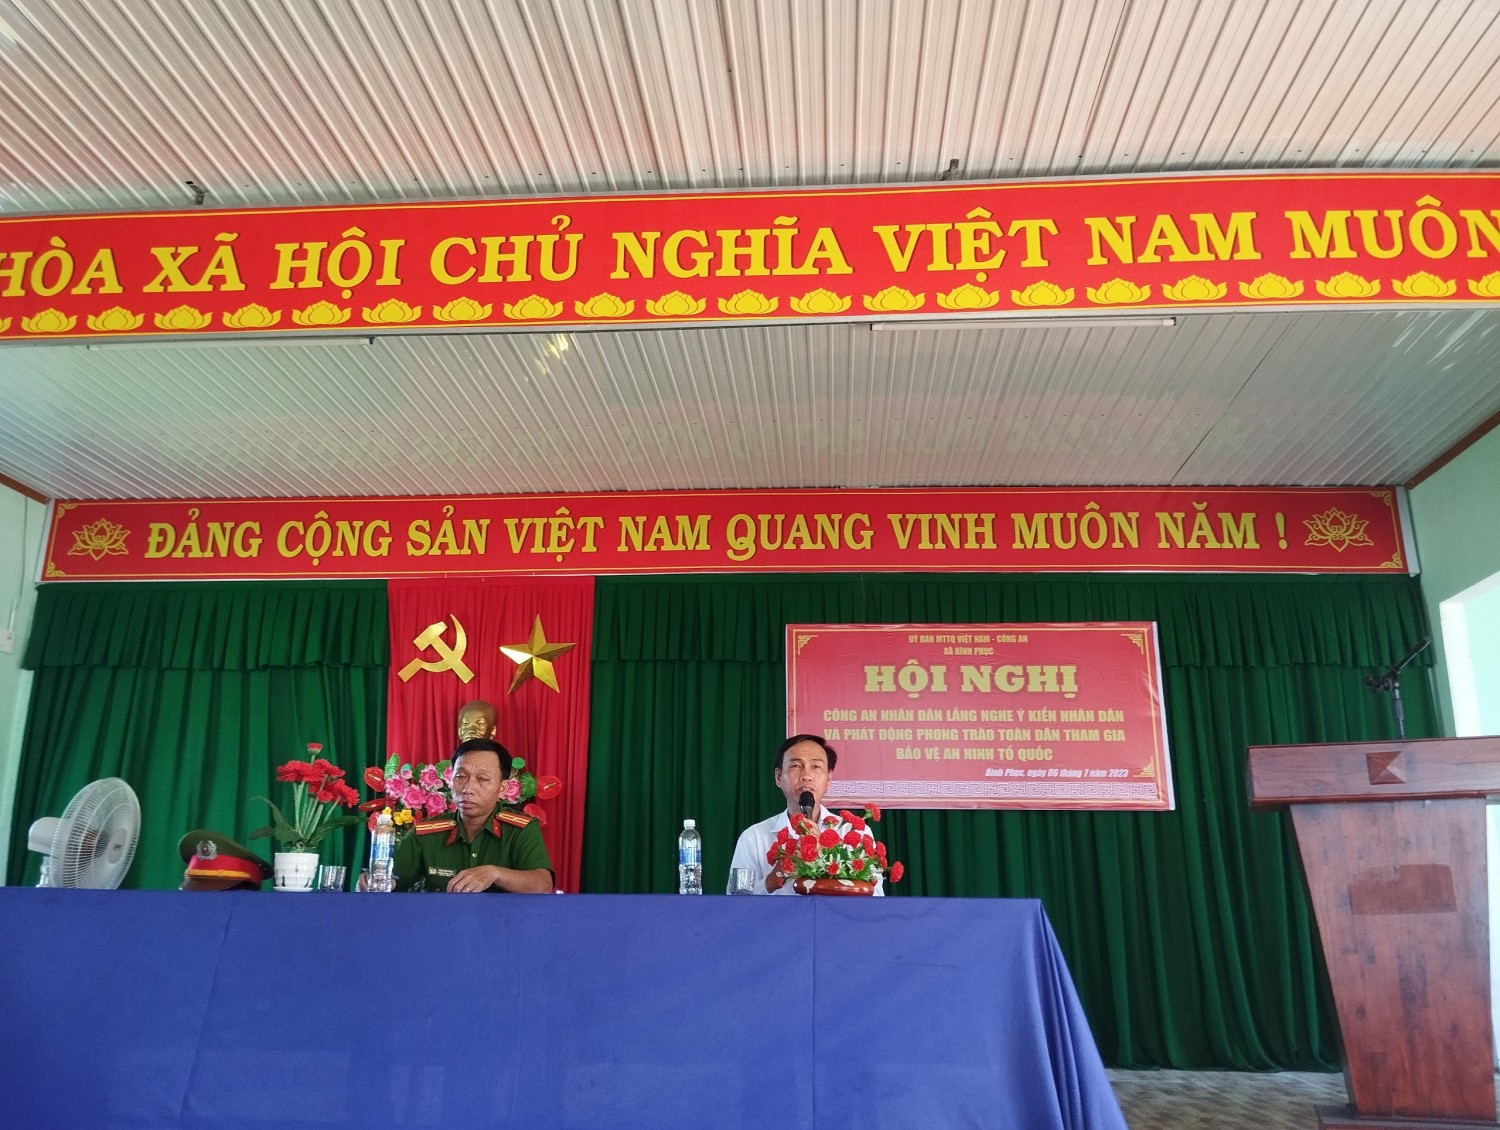 HÒA XÃ HỘI CHỦ NGHĨA VIỆT NAM MUÔN
ĐẢNG CỘNG SẢN VIỆT NAM QUANG VINH MUÔN NĂM !
UỶ BAN MTTQ VIỆT NAM - CÔNG AN
XÃ BÌNH PHỤC
HỘI NGHỊ
CÔNG AN NHÂN DÂN LẮNG NGHE Ý KIẾN NHÂN DÂN
VÀ PHÁT ĐỘNG PHONG TRÀO TOÀN DÂN THAM GIA
BẢO VỆ AN NINH TỔ QUỐC
Bình Phục, ngày 06 tháng 7 năm 2023